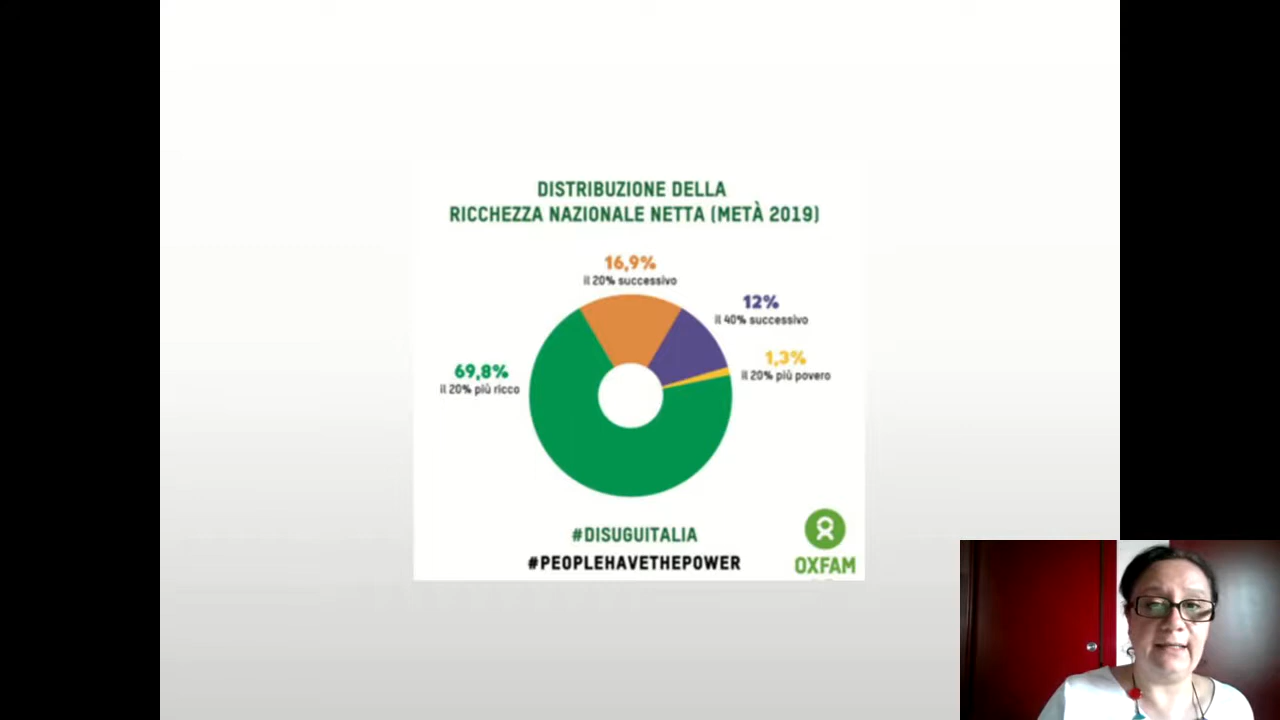 DISTRIBUZIONE DELLA
RICCHEZZA NAZIONALE NETTA (METÀ 2019)
16,9%
il 20% successivo
12%
il 40% successivo
1,3%
il 20% più povero
69,8%
il 20% più ricco
#DISUGUITALIA
#PEOPLEHAVETHEPOWER
OXFAM